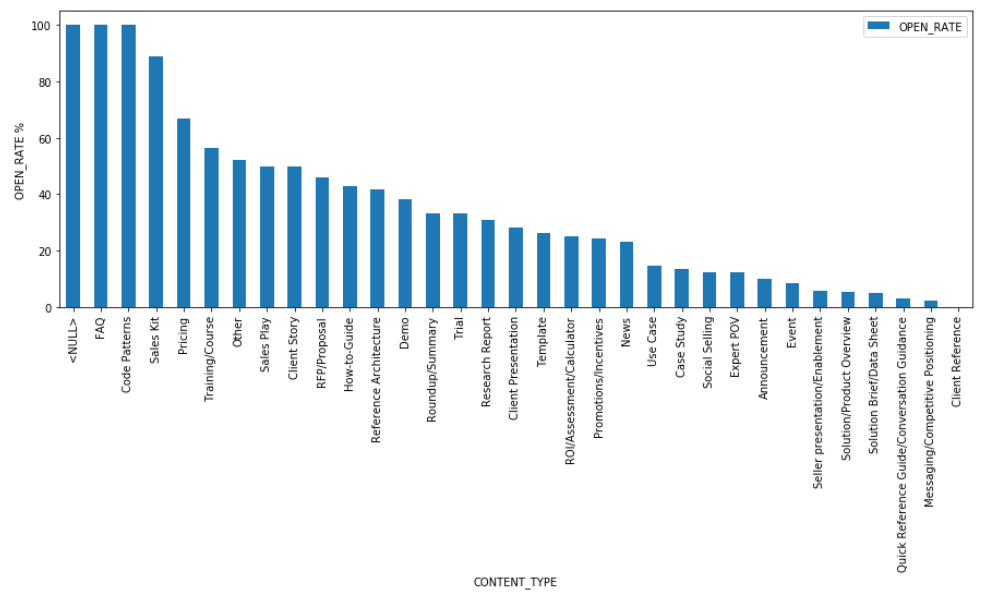 OPEN_RATE
100
80
60
40
20
0
OPEN_RATE %
<NULL>
FAQ
Code Patterns
Sales Kit
Pricing
Training/Course
Other
Sales Play
Client Story
RFP/Proposal
How-to-Guide
Reference Architecture
Demo
Roundup/Summary
Trial
Research Report
Client Presentation
Template
ROI/Assessment/Calculator
Promotions/Incentives
News
Use Case
Case Study
Social Selling
Expert POV
Announcement
Event
Seller presentation/Enablement
Solution/Product Overview
Solution Brief/Data Sheet
Quick Reference Guide/Conversation Guidance
Messaging/Competitive Positioning
Client Reference
CONTENT_TYPE